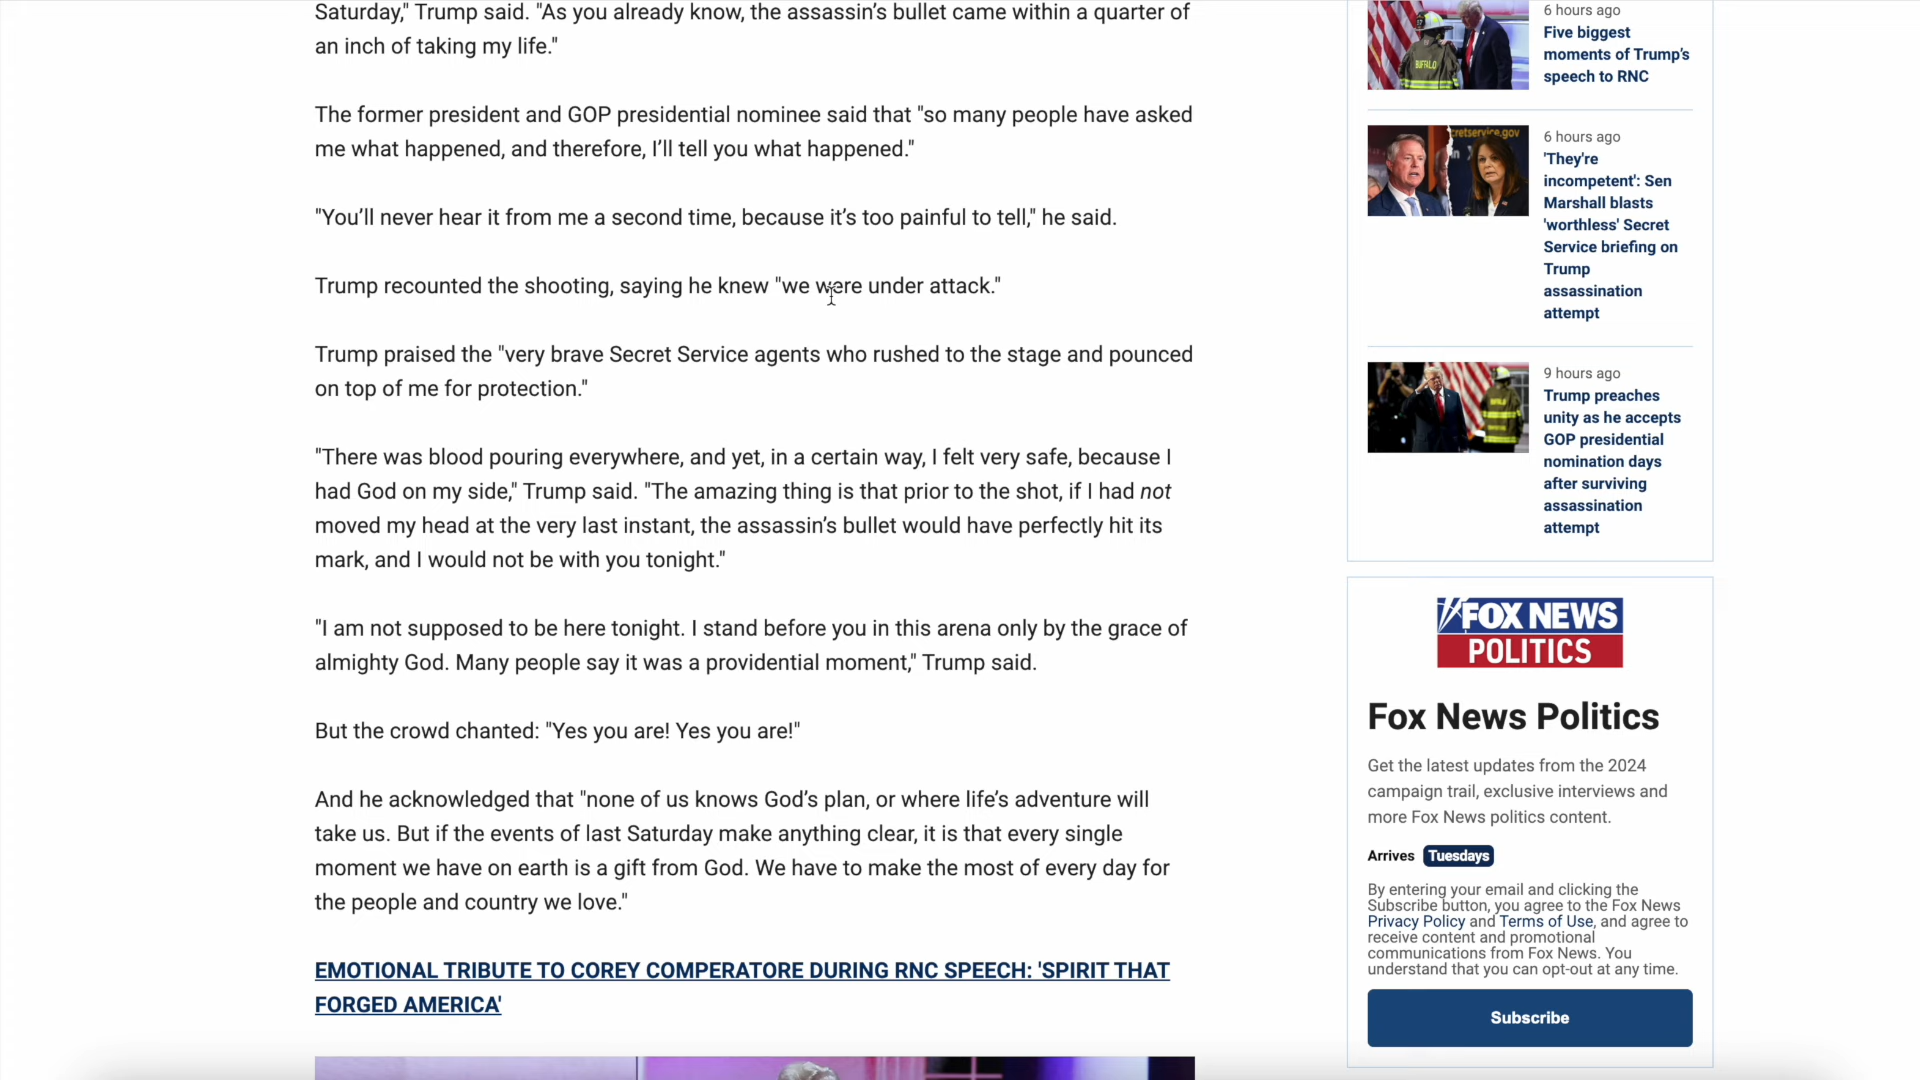 Saturday," Trump said. "As you already know, the assassin's bullet came within a quarter of
an inch of taking my life."
The former president and GOP presidential nominee said that "so many people have asked
me what happened, and therefore, I'll tell you what happened."
"You'll never hear it from me a second time, because it's too painful to tell," he said.
Trump recounted the shooting, saying he knew "we were under attack."
Trump praised the "very brave Secret Service agents who rushed to the stage and pounced
on top of me for protection."
"There was blood pouring everywhere, and yet, in a certain way, I felt very safe, because I
had God on my side," Trump said. "The amazing thing is that prior to the shot, if I had not
moved my head at the very last instant, the assassin's bullet would have perfectly hit its
mark, and I would not be with you tonight."
"I am not supposed to be here tonight. I stand before you in this arena only by the grace of
almighty God. Many people say it was a providential moment," Trump said.
But the crowd chanted: "Yes you are! Yes you are!"
And he acknowledged that "none of us knows God's plan, or where life's adventure will
take us. But if the events of last Saturday make anything clear, it is that every single
moment we have on earth is a gift from God. We have to make the most of every day for
the people and country we love."
EMOTIONAL TRIBUTE TO COREY COMPERATORE DURING RNC SPEECH: 'SPIRIT THAT
FORGED AMERICA'
BUFFALO
6 hours ago
Five biggest
moments of Trump's
speech to RNC
cretservice.gov
6 hours ago
'They're
incompetent': Sen
Marshall blasts
'worthless' Secret
Service briefing on
Trump
assassination
attempt
9 hours ago
Trump preaches
unity as he accepts
GOP presidential
nomination days
after surviving
assassination
attempt
FOX NEWS
POLITICS
Fox News Politics
Get the latest updates from the 2024
campaign trail, exclusive interviews and
more Fox News politics content.
Arrives Tuesdays
By entering your email and clicking the
Subscribe button, you agree to the Fox News
Privacy Policy and Terms of Use, and agree to
receive content and promotional
communications from Fox News. You
understand that you can opt-out at any time.
Subscribe